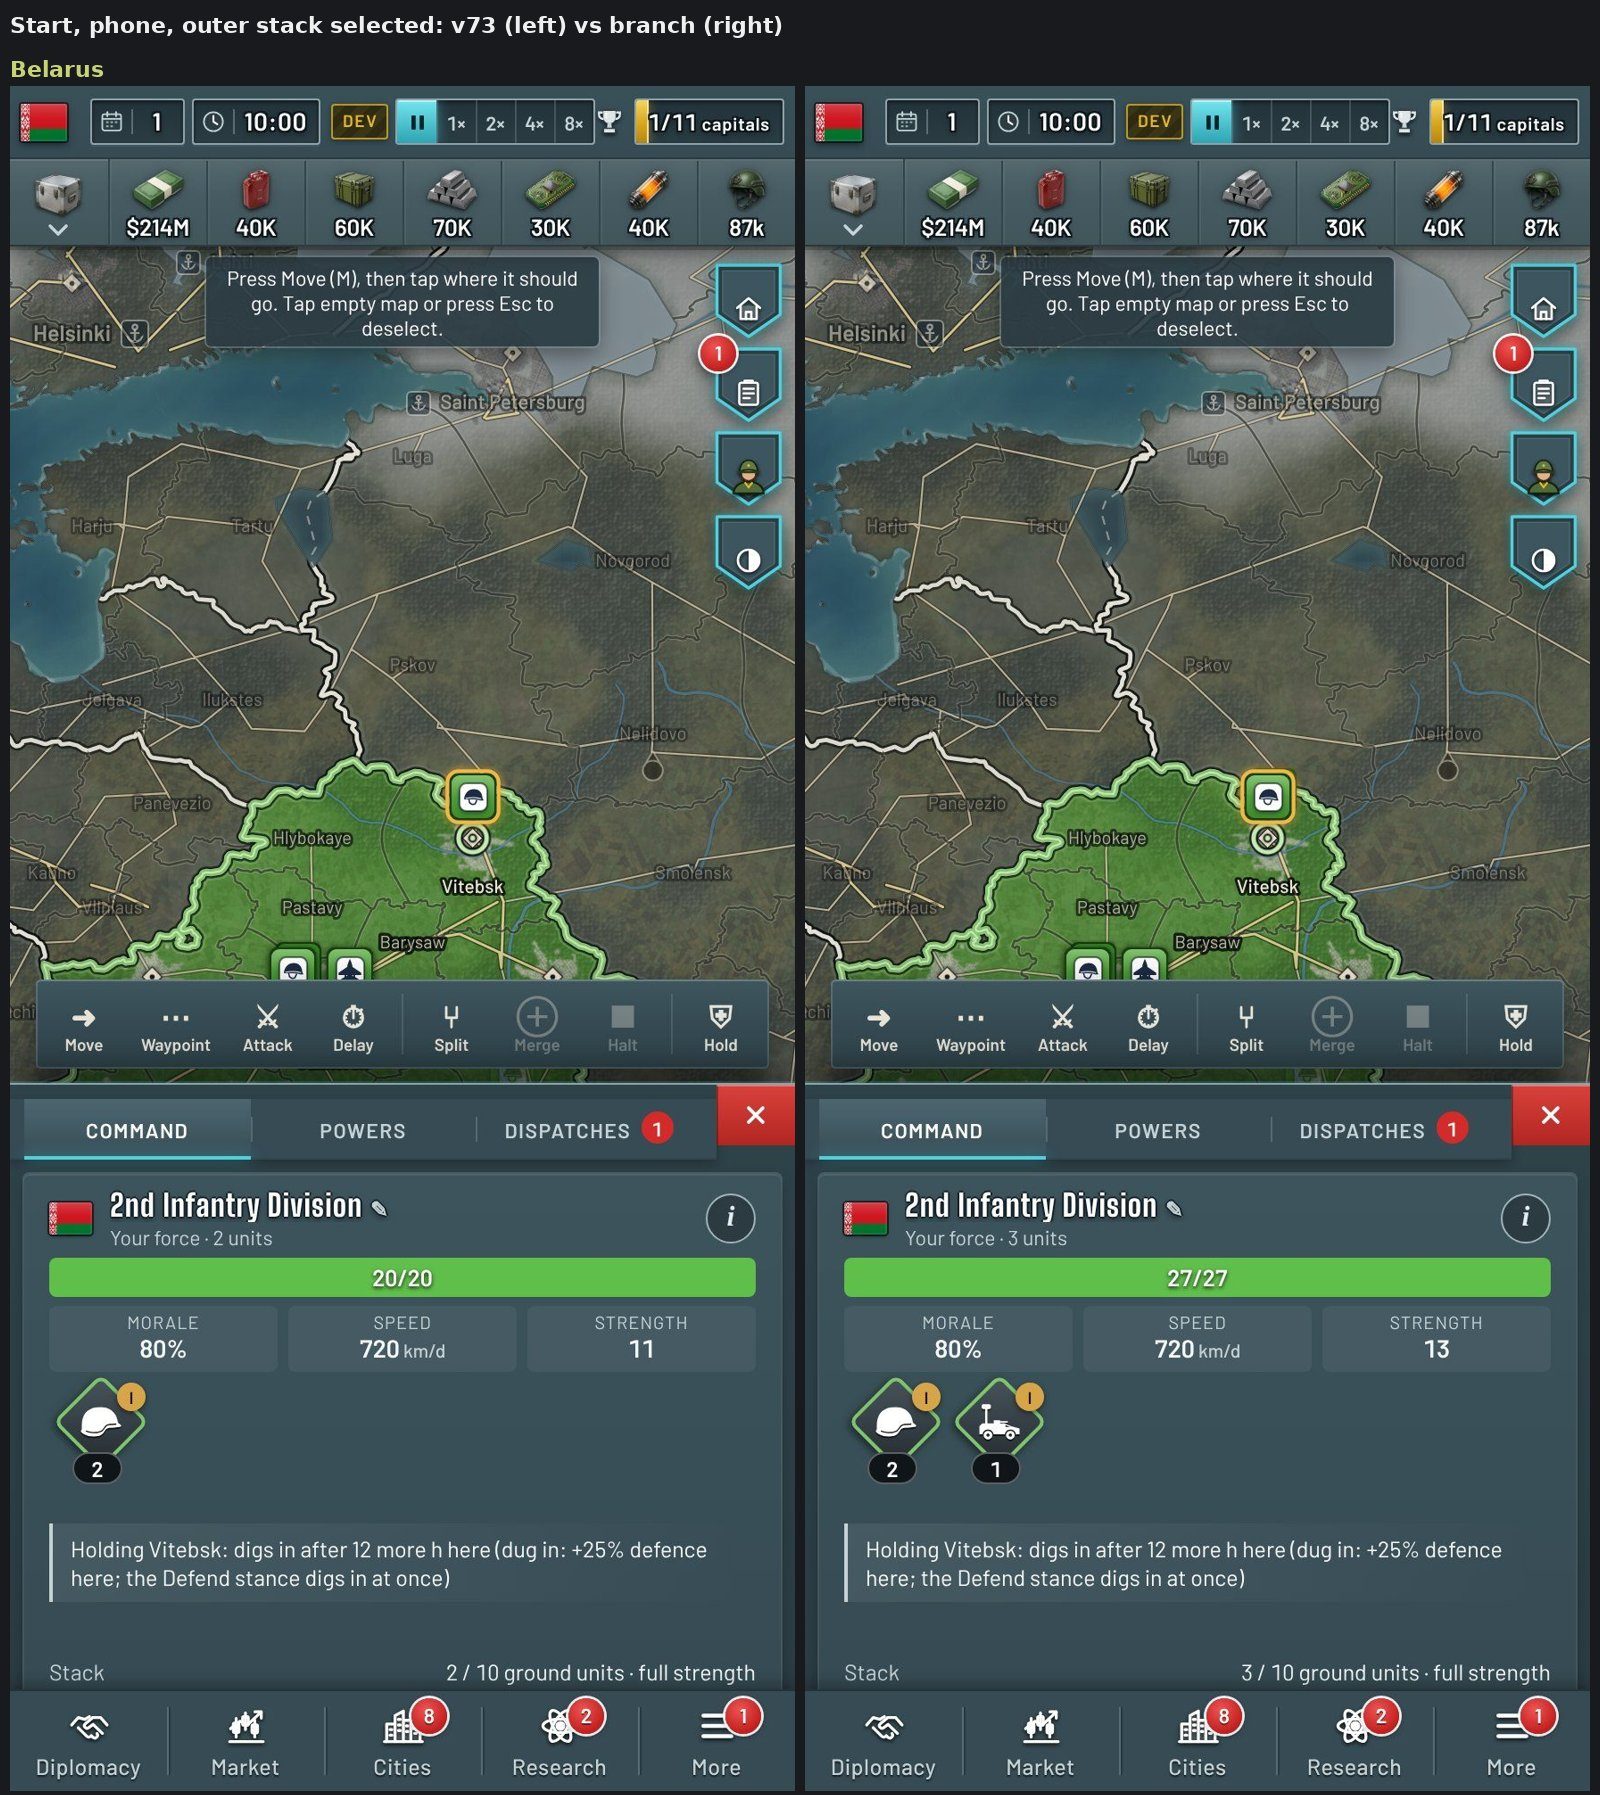 Start, phone, outer stack selected: v73 (left) vs branch (right)
Belarus
1
10:00
DEV
1×
2×
4×
8×
1/11 capitals
$214M
40K
60K
70K
30K
40K
87k
Press Move (M), then tap where it should
go. Tap empty map or press Esc to
deselect.
Helsinki
1
Saint Petersburg
Luga
Harju
Tartu
Novgorod
Pskov
Jelgava
Ilukstes
Nelidovo
Panevezio
Hlybokaye
Kauno
Vitebsk
Smolensk
Vilniaus
Pastavy
Barysaw
Move
Waypoint
Attack
Delay
Split
Merge
Halt
Hold
COMMAND
POWERS
DISPATCHES 1
2nd Infantry Division
Your force · 2 units
i
20/20
MORALE
80%
SPEED
720 km/d
STRENGTH
11
I
2
Holding Vitebsk: digs in after 12 more h here (dug in: +25% defence
here; the Defend stance digs in at once)
Stack
2 / 10 ground units · full strength
8
2
1
Diplomacy
Market
Cities
Research
More
1
10:00
DEV
1×
2×
4×
8×
1/11 capitals
$214M
40K
60K
70K
30K
40K
87k
Press Move (M), then tap where it should
go. Tap empty map or press Esc to
deselect.
Helsinki
1
Saint Petersburg
Luga
Harju
Tartu
Novgorod
Pskov
Jelgava
Ilukstes
Nelidovo
Panevezio
Hlybokaye
Kauno
Vitebsk
Smolensk
Vilniaus
Pastavy
Barysaw
Move
Waypoint
Attack
Delay
Split
Merge
Halt
Hold
COMMAND
POWERS
DISPATCHES 1
2nd Infantry Division
Your force · 3 units
i
27/27
MORALE
80%
SPEED
720 km/d
STRENGTH
13
I
I
2
1
Holding Vitebsk: digs in after 12 more h here (dug in: +25% defence
here; the Defend stance digs in at once)
Stack
3 / 10 ground units · full strength
8
2
1
Diplomacy
Market
Cities
Research
More